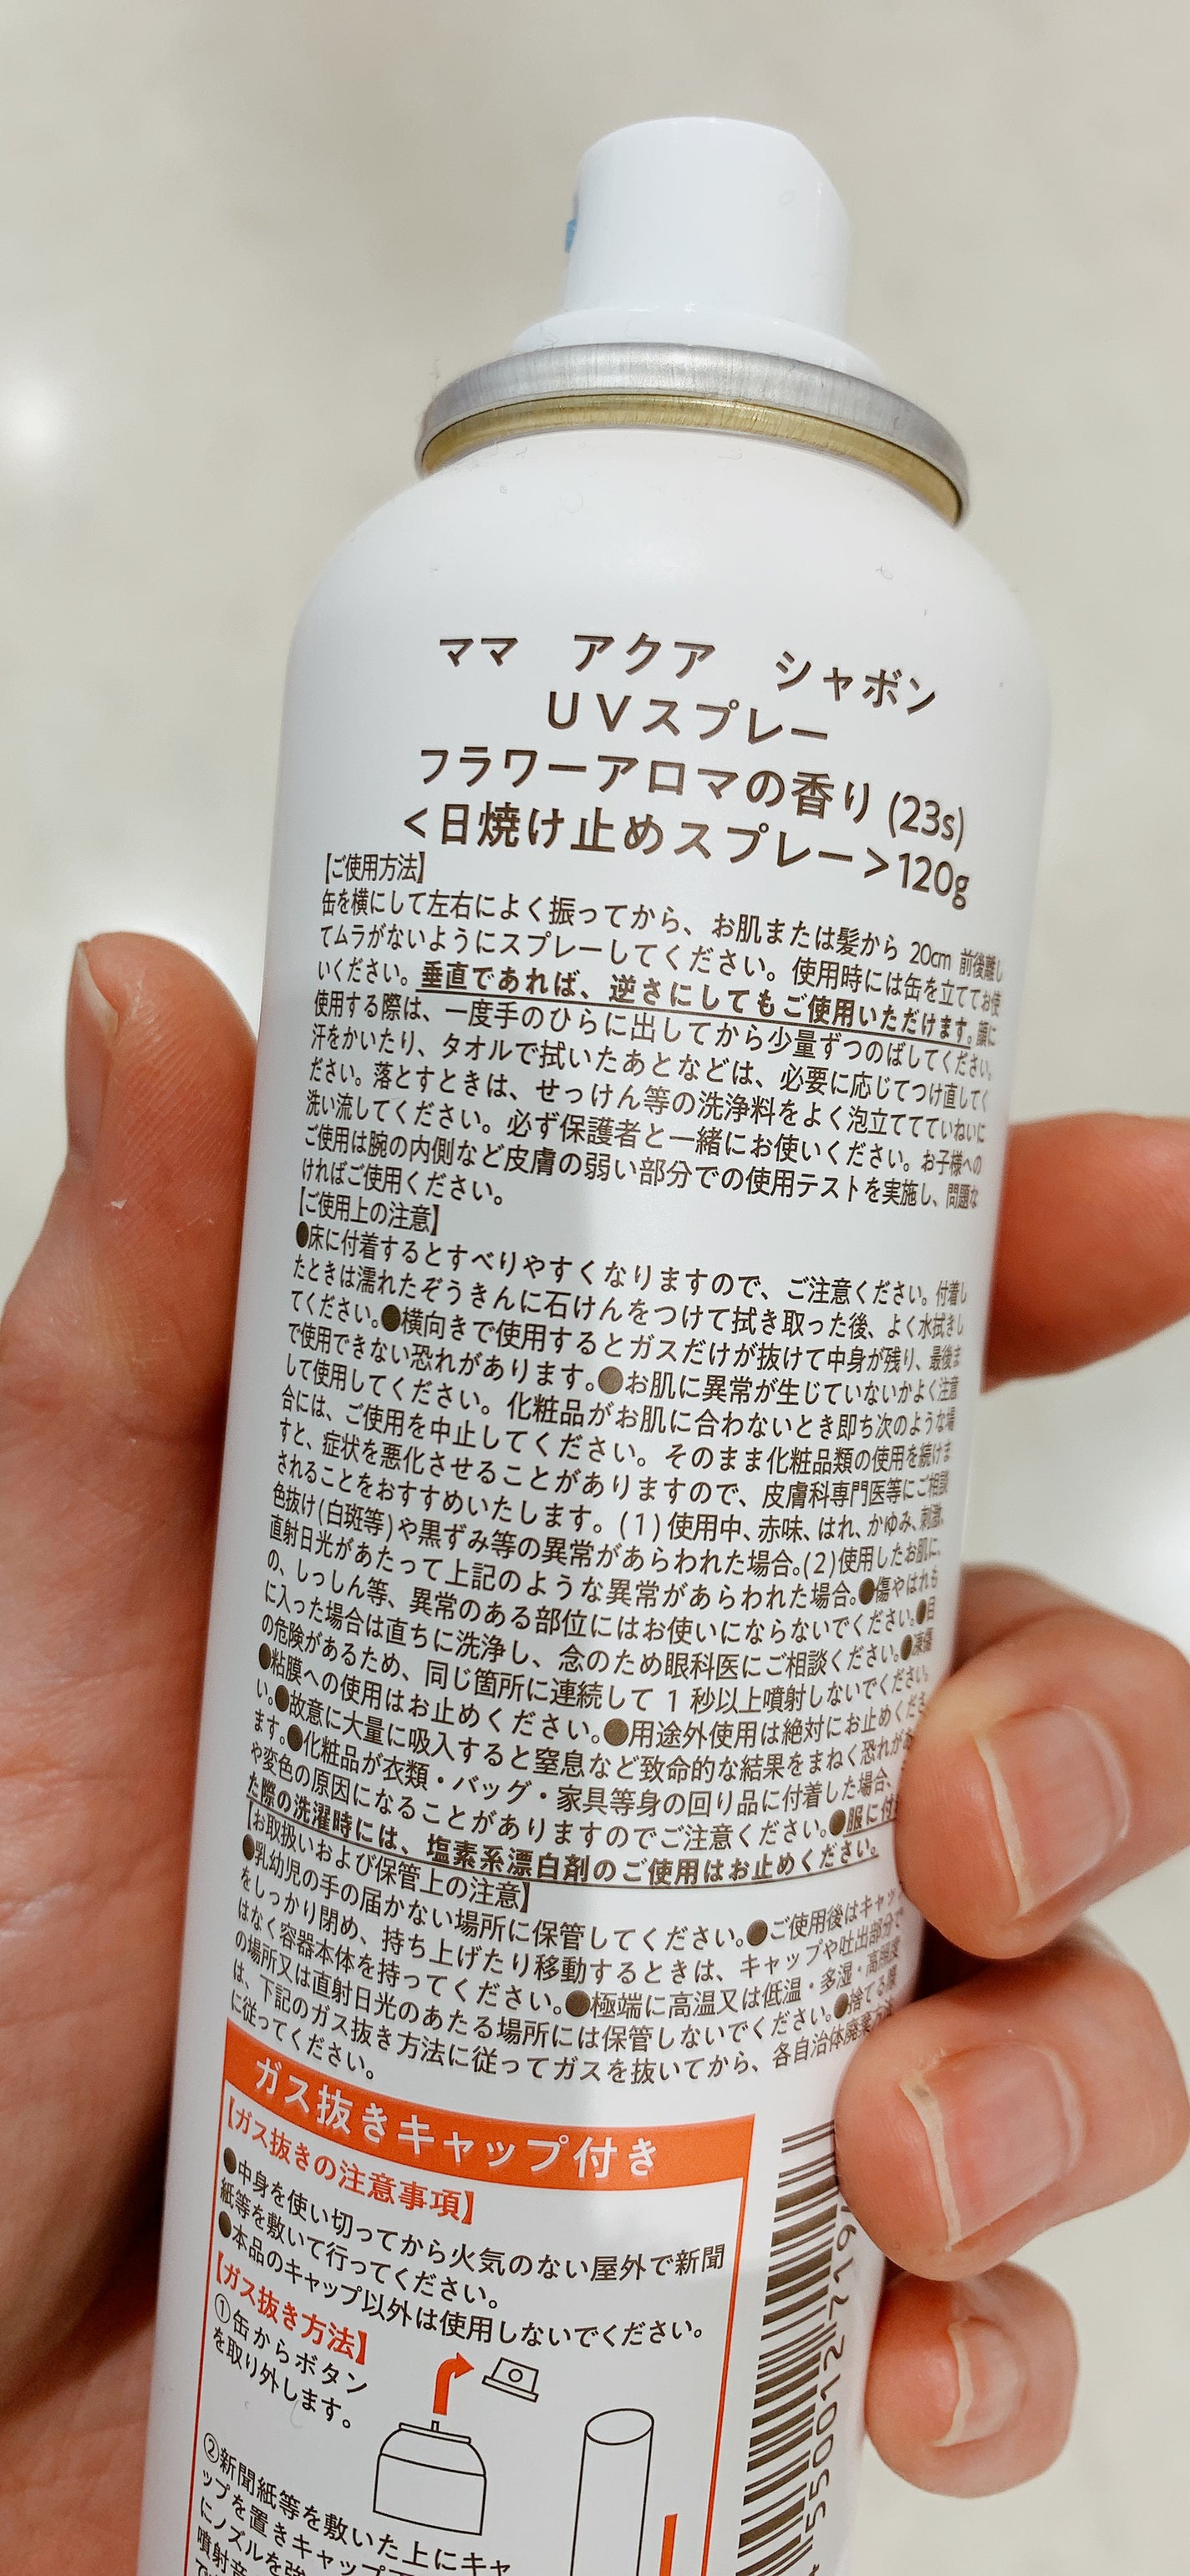 ママ　アクア　シャボン
UVスプレー
フラワーアロマの香り(23s)
<日焼け止めスプレー>120g
【ご使用方法】
缶を横にして左右によく振ってから、お肌または髪から 20cm 前後離し
てムラがないようにスプレーしてください。使用時には缶を立ててお使
いください。垂直であれば、逆さにしてもご使用いただけます。顔に
使用する際は、一度手のひらに出してから少量ずつのばしてください。
汗をかいたり、タオルで拭いたあとなどは、必要に応じてつけ直してく
ださい。落とすときは、せっけん等の洗浄料をよく泡立ててていねいに
洗い流してください。必ず保護者と一緒にお使いください。お子様への
ご使用は腕の内側など皮膚の弱い部分での使用テストを実施し、問題な
ければご使用ください。
【ご使用上の注意】
●床に付着するとすべりやすくなりますので、ご注意ください。付着し
たときは濡れたぞうきんに石けんをつけて拭き取った後、よく水拭きし
てください。●横向きで使用するとガスだけが抜けて中身が残り、最後ま
で使用できない恐れがあります。●お肌に異常が生じていないかよく注意
して使用してください。化粧品がお肌に合わないとき即ち次のような場
合には、ご使用を中止してください。そのまま化粧品類の使用を続けま
すと、症状を悪化させることがありますので、皮膚科専門医等にご相談
されることをおすすめいたします。(1)使用中、赤味、はれ、かゆみ、刺激、
色抜け(白斑等)や黒ずみ等の異常があらわれた場合。(2)使用したお肌に、
直射日光があたって上記のような異常があらわれた場合。●傷やはれも
の、しっしん等、異常のある部位にはお使いにならないでください。●目
に入った場合は直ちに洗浄し、念のため眼科医にご相談ください。●凍傷
の危険があるため、同じ箇所に連続して 1 秒以上噴射しないでください。
●粘膜への使用はお止めください。●用途外使用は絶対にお止めくださ
い。●故意に大量に吸入すると窒息など致命的な結果をまねく恐れがあ
ます。●化粧品が衣類・バッグ・家具等身の回り品に付着した場合、
や変色の原因になることがありますのでご注意ください。●服に付
た際の洗濯時には、塩素系漂白剤のご使用はお止めください。
【お取扱いおよび保管上の注意】
●乳幼児の手の届かない場所に保管してください。●ご使用後はキャッ
をしっかり閉め、持ち上げたり移動するときは、キャップや吐出部分で
はなく容器本体を持ってください。●極端に高温又は低温・多湿・高照度
の場所又は直射日光のあたる場所には保管しないでください。●捨てる際
は、下記のガス抜き方法に従ってガスを抜いてから、各自治体廃棄
に従ってください。
ガス抜きキャップ付き
【ガス抜きの注意事項】
●中身を使い切ってから火気のない屋外で新聞
紙等を敷いて行ってください。
●本品のキャップ以外は使用しないでください。
【ガス抜き方法】
①缶からボタン
を取り外します。
②新聞紙等を敷いた上にキャ
ップを置きキャップ
にノズルを強
噴射音